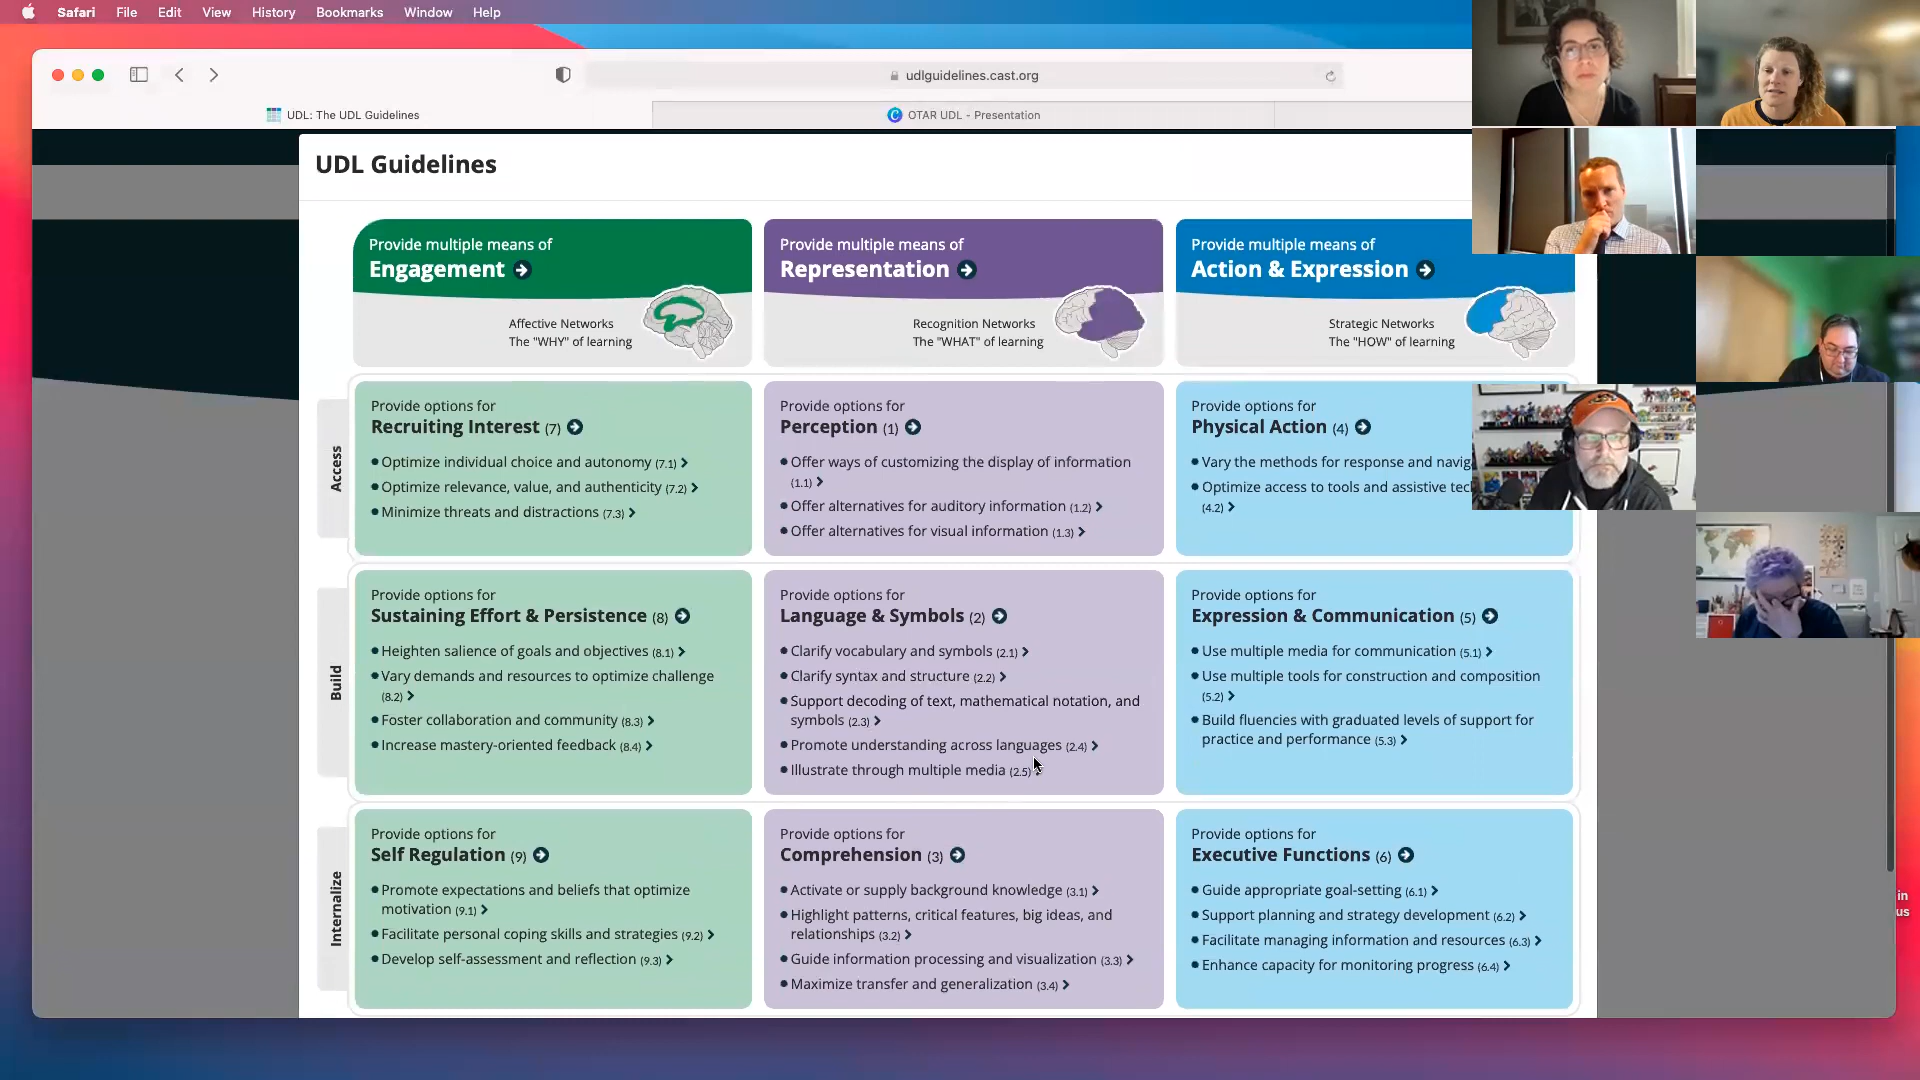 Safari File Edit View History Bookmarks Window Help
udlguidelines.cast.org
UDL: The UDL Guidelines
OTAR UDL - Presentation
UDL Guidelines
Provide multiple means of
Engagement
Affective Networks
The "WHY" of learning
Provide multiple means of
Representation
Recognition Networks
The "WHAT" of learning
Provide multiple means of
Action & Expression
Strategic Networks
The "HOW" of learning
Access
Provide options for
Recruiting Interest (7)
Optimize individual choice and autonomy (7.1)
Optimize relevance, value, and authenticity (7.2)
Minimize threats and distractions (7.3)
Provide options for
Perception (1)
Offer ways of customizing the display of information
(1.1)
Offer alternatives for auditory information (1.2)
Offer alternatives for visual information (1.3)
Provide options for
Physical Action (4)
Vary the methods for response and navig
Optimize access to tools and assistive tec
(4.2)
Build
Provide options for
Sustaining Effort & Persistence (8)
Heighten salience of goals and objectives (8.1)
Vary demands and resources to optimize challenge
(8.2)
Foster collaboration and community (8.3)
Increase mastery-oriented feedback (8.4)
Provide options for
Language & Symbols (2)
Clarify vocabulary and symbols (2.1)
Clarify syntax and structure (2.2)
Support decoding of text, mathematical notation, and
symbols (2.3)
Promote understanding across languages (2.4)
Illustrate through multiple media (2.5)
Provide options for
Expression & Communication (5)
Use multiple media for communication (5.1)
Use multiple tools for construction and composition
(5.2)
Build fluencies with graduated levels of support for
practice and performance (5.3)
Internalize
Provide options for
Self Regulation (9)
Promote expectations and beliefs that optimize
motivation (9.1)
Facilitate personal coping skills and strategies (9.2)
Develop self-assessment and reflection (9.3)
Provide options for
Comprehension (3)
Activate or supply background knowledge (3.1)
Highlight patterns, critical features, big ideas, and
relationships (3.2)
Guide information processing and visualization (3.3)
Maximize transfer and generalization (3.4)
Provide options for
Executive Functions (6)
Guide appropriate goal-setting (6.1)
Support planning and strategy development (6.2)
Facilitate managing information and resources (6.3)
Enhance capacity for monitoring progress (6.4)
in
us